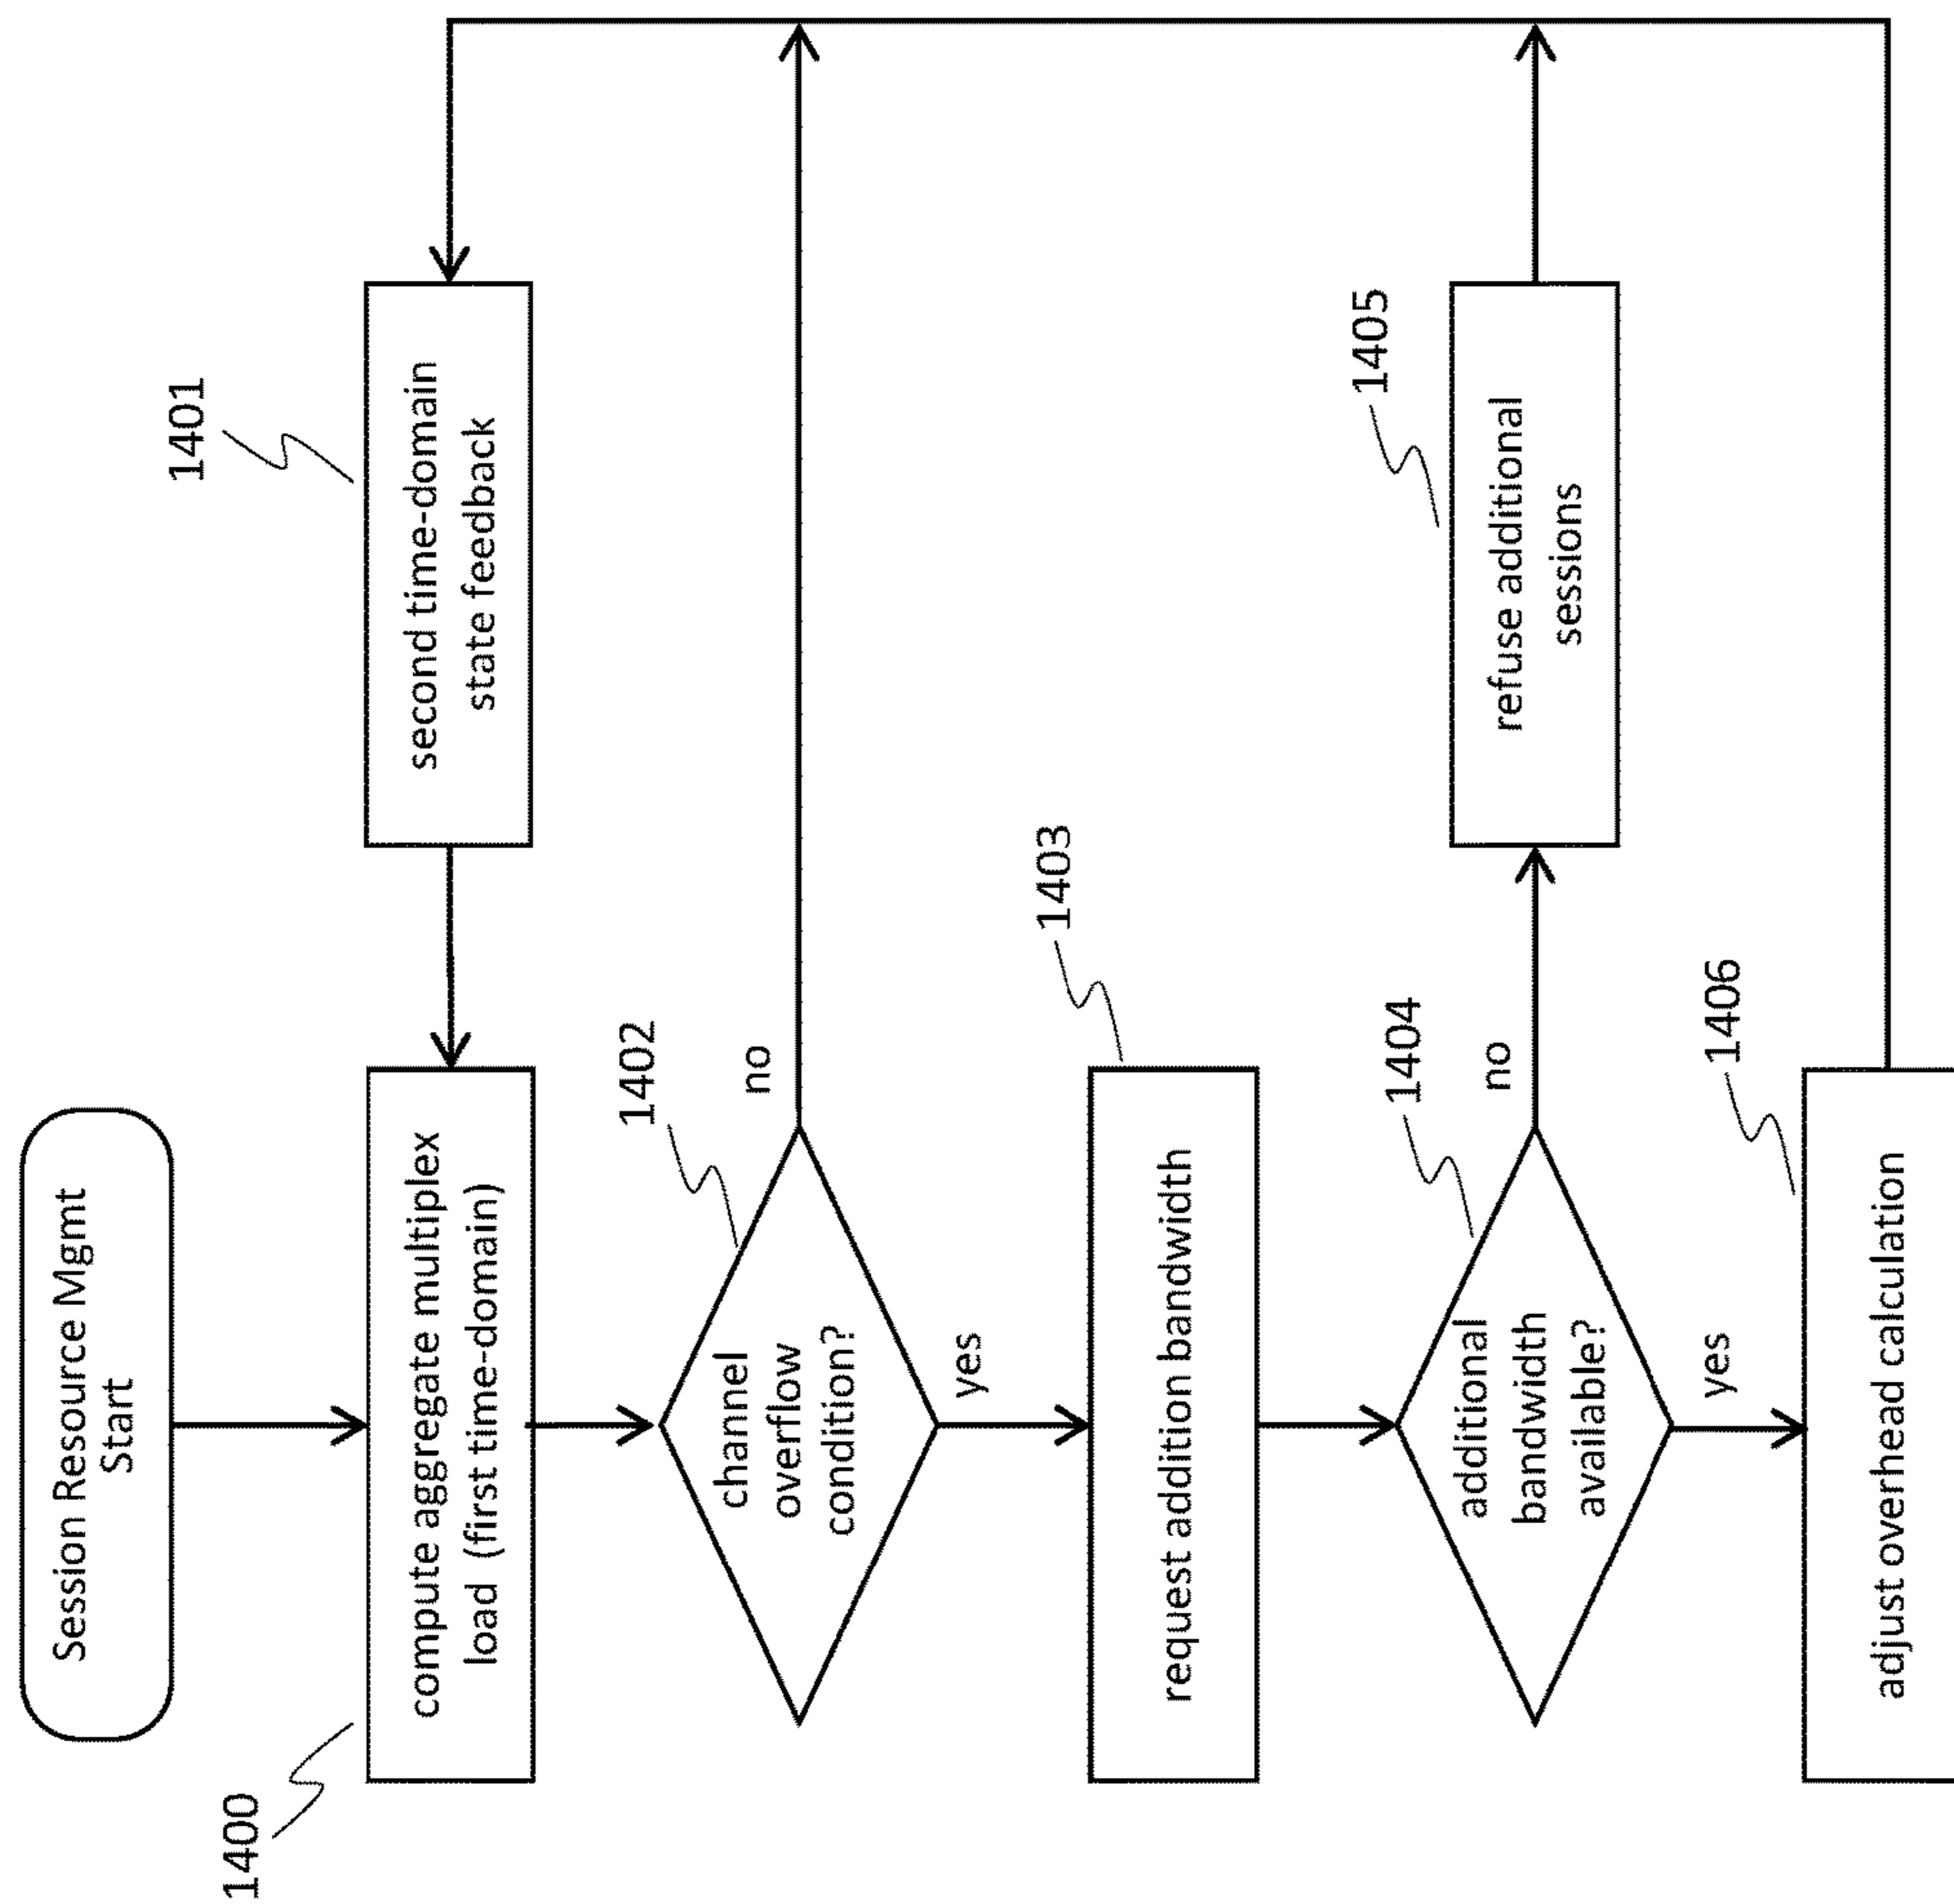 Session Resource Mgmt
Start
1400
compute aggregate multiplex
load (first time-domain)
1401
second time-domain
state feedback
1402
channel
overflow
condition?
no
yes
1403
request addition bandwidth
1404
additional
bandwidth
available?
no
yes
1405
refuse additional
sessions
1406
adjust overhead calculation